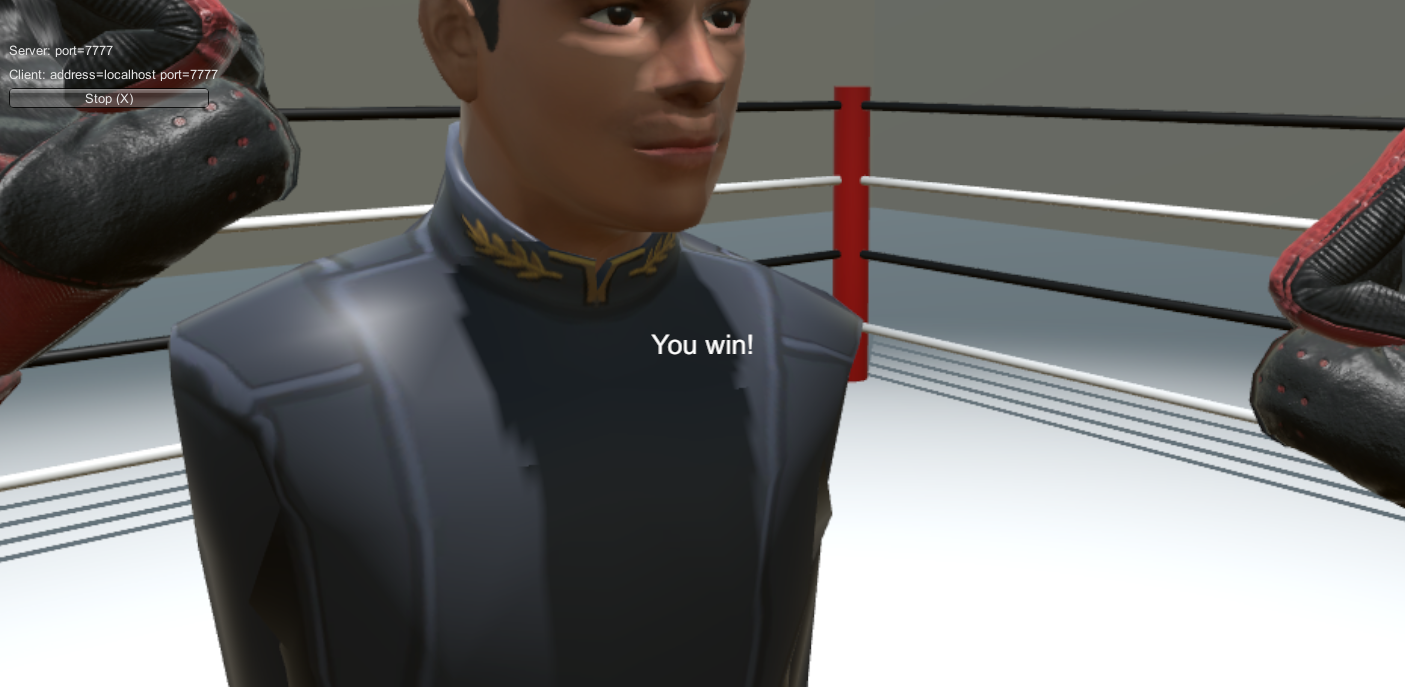 Server: port=7777
Client: address=localhost port=7777
Stop (X)
You win!